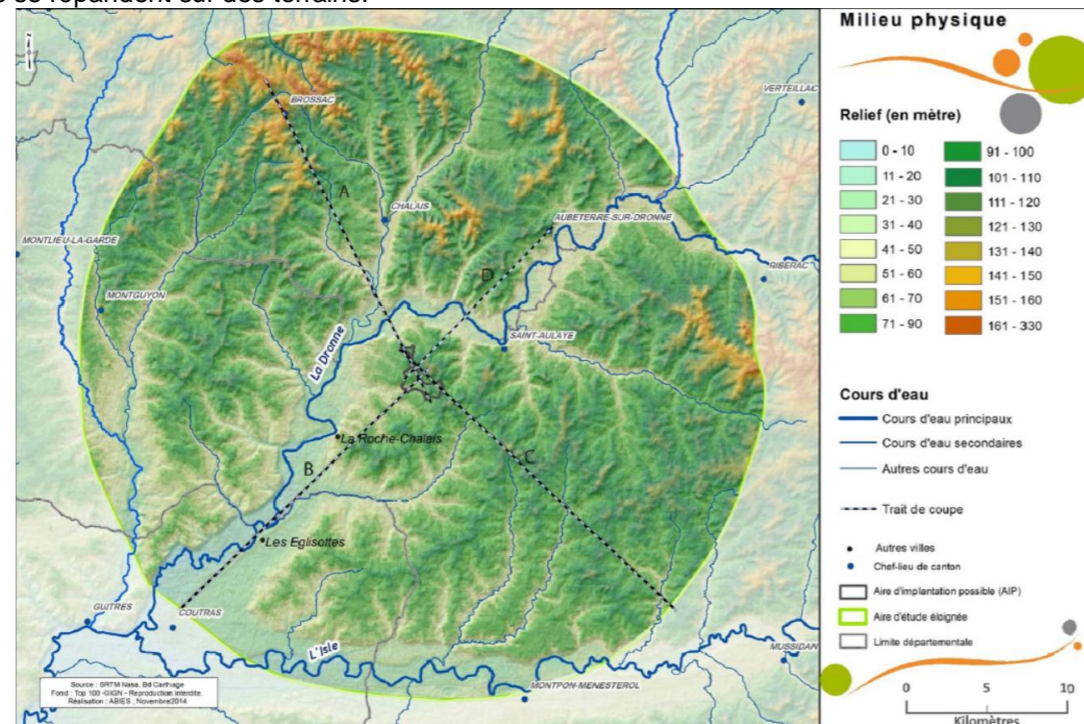 se répandent sur des terrains.
Milieu physique
BROSSAC
VERTEILLAC
Relief (en mètre)
0 - 10
91 - 100
11 - 20
101 - 110
21 - 30
111 - 120
31 - 40
121 - 130
41 - 50
131 - 140
51 - 60
141 - 150
61 - 70
151 - 160
71 - 90
161 - 330
A
CHALAIS
AUBETERRE-SUR-DRONNE
MONTLIEU-LA-GARDE
D
RIBERAC
MONTGUYON
La Dronne
SAINT-AULAYE
Cours d'eau
Cours d'eau principaux
Cours d'eau secondaires
Autres cours d'eau
Trait de coupe
La Roche-Chalais
B
C
Les Eglisottes
Autres villes
Chef-lieu de canton
Aire d'implantation possible (AIP)
Aire d'étude éloignée
Limite départementale
GUITRES
COUTRAS
L'Isle
MUSSIDAN
MONTPON-MENESTEROL
Source : SRTM Nasa, Bd Carthage
Fond : Top 100 -©IGN - Reproduction interdite.
Réalisation : ABIES ; Novembre2014
0 5 10
Kilomètres